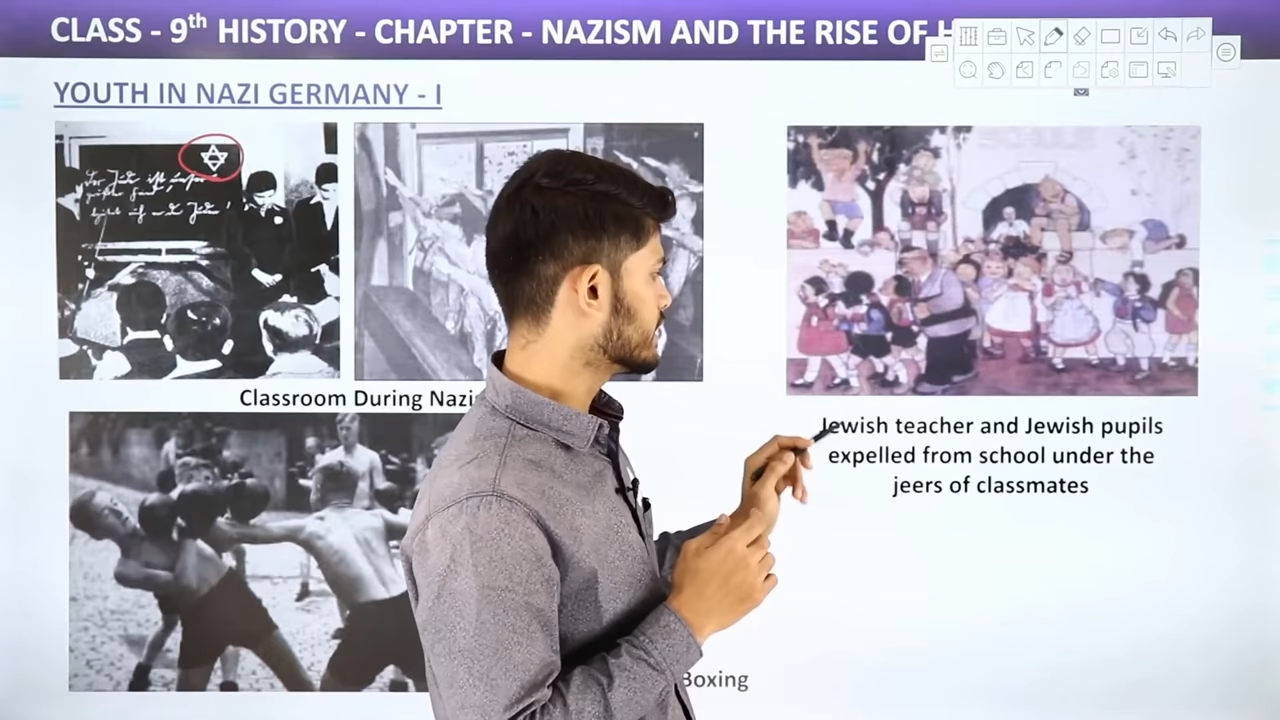 CLASS - 9th HISTORY - CHAPTER - NAZISM AND THE RISE OF H
YOUTH IN NAZI GERMANY - I
Classroom During Nazi
Jewish teacher and Jewish pupils
expelled from school under the
jeers of classmates
Boxing